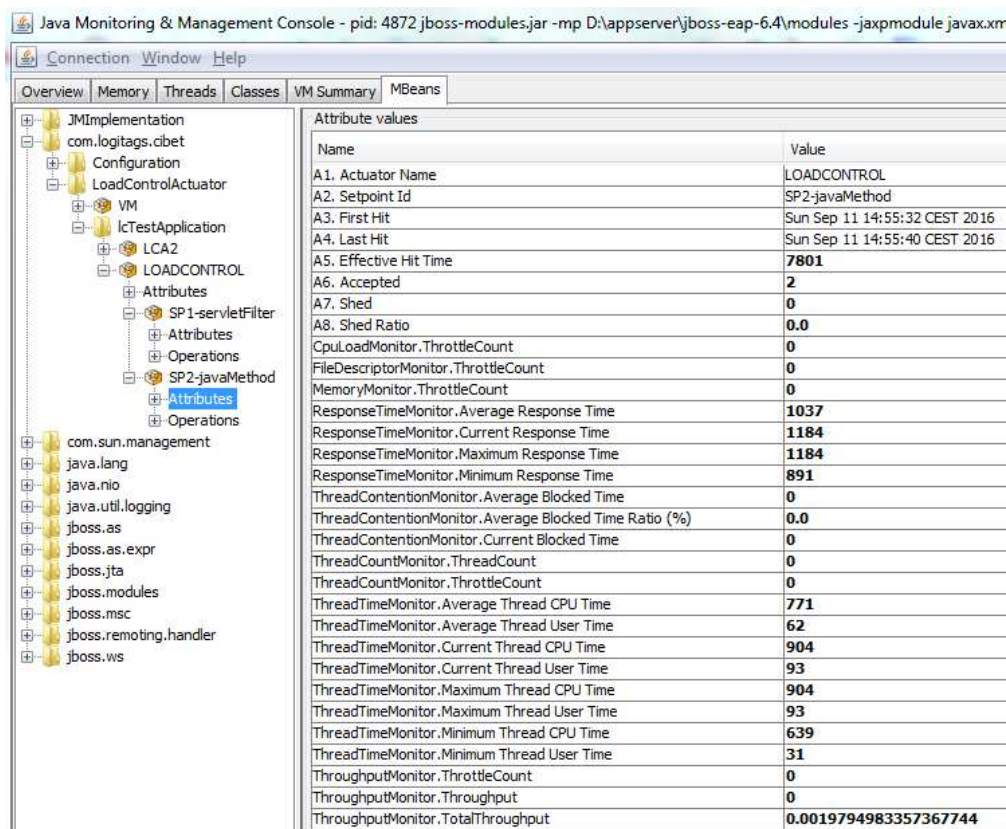 Java Monitoring & Management Console - pid: 4872 jboss-modules.jar -mp D:\appserver\jboss-eap-6.4\modules -jaxpmodule javax.xm
Connection Window Help
Overview Memory Threads Classes VM Summary MBeans
JMImplementation
com.logitags.cibet
Configuration
LoadControlActuator
VM
lcTestApplication
LCA2
LOADCONTROL
Attributes
SP1-servletFilter
Attributes
Operations
SP2-javaMethod
Attributes
Operations
com.sun.management
java.lang
java.nio
java.util.logging
jboss.as
jboss.as.expr
jboss.jta
jboss.modules
jboss.msc
jboss.remoting.handler
jboss.ws
Attribute values
Name Value
A1. Actuator Name LOADCONTROL
A2. Setpoint Id SP2-javaMethod
A3. First Hit Sun Sep 11 14:55:32 CEST 2016
A4. Last Hit Sun Sep 11 14:55:40 CEST 2016
A5. Effective Hit Time 7801
A6. Accepted 2
A7. Shed 0
A8. Shed Ratio 0.0
CpuLoadMonitor.ThrottleCount 0
FileDescriptorMonitor.ThrottleCount 0
MemoryMonitor.ThrottleCount 0
ResponseTimeMonitor.Average Response Time 1037
ResponseTimeMonitor.Current Response Time 1184
ResponseTimeMonitor.Maximum Response Time 1184
ResponseTimeMonitor.Minimum Response Time 891
ThreadContentionMonitor.Average Blocked Time 0
ThreadContentionMonitor.Average Blocked Time Ratio (%) 0.0
ThreadContentionMonitor.Current Blocked Time 0
ThreadCountMonitor.ThreadCount 0
ThreadCountMonitor.ThrottleCount 0
ThreadTimeMonitor.Average Thread CPU Time 771
ThreadTimeMonitor.Average Thread User Time 62
ThreadTimeMonitor.Current Thread CPU Time 904
ThreadTimeMonitor.Current Thread User Time 93
ThreadTimeMonitor.Maximum Thread CPU Time 904
ThreadTimeMonitor.Maximum Thread User Time 93
ThreadTimeMonitor.Minimum Thread CPU Time 639
ThreadTimeMonitor.Minimum Thread User Time 31
ThroughputMonitor.ThrottleCount 0
ThroughputMonitor.Throughput 0
ThroughputMonitor.TotalThroughput 0.0019794983357367744